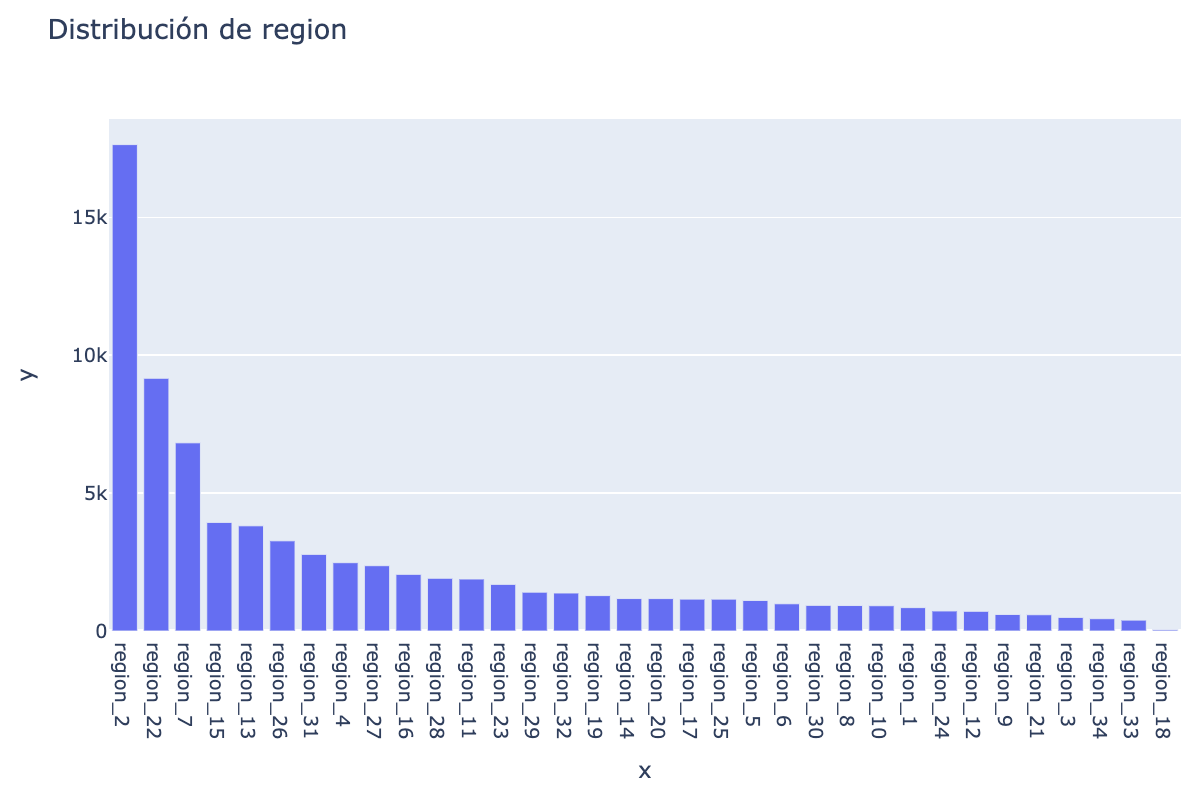 Distribución de region
15k
10k
5k
0
y
region_2
region_22
region_7
region_15
region_13
region_26
region_31
region_4
region_27
region_16
region_28
region_11
region_23
region_29
region_32
region_19
region_14
region_20
region_17
region_25
region_5
region_6
region_30
region_8
region_10
region_1
region_24
region_12
region_9
region_21
region_3
region_34
region_33
region_18
x